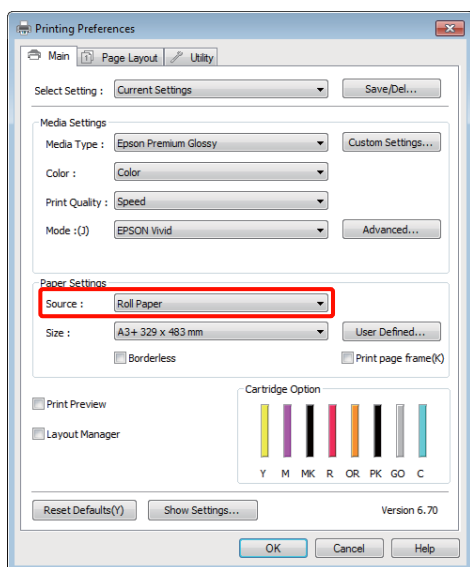 Printing Preferences
Main Page Layout Utility
Select Setting : Current Settings Save/Del...
Media Settings
Media Type : Epson Premium Glossy Custom Settings...
Color : Color
Print Quality : Speed
Mode :(J) EPSON Vivid Advanced...
Paper Settings
Source : Roll Paper
Size : A3+ 329 x 483 mm User Defined...
Borderless Print page frame(K)
Cartridge Option
Print Preview
Layout Manager
Y M MK R OR PK GO C
Reset Defaults(Y) Show Settings... Version 6.70
OK Cancel Help